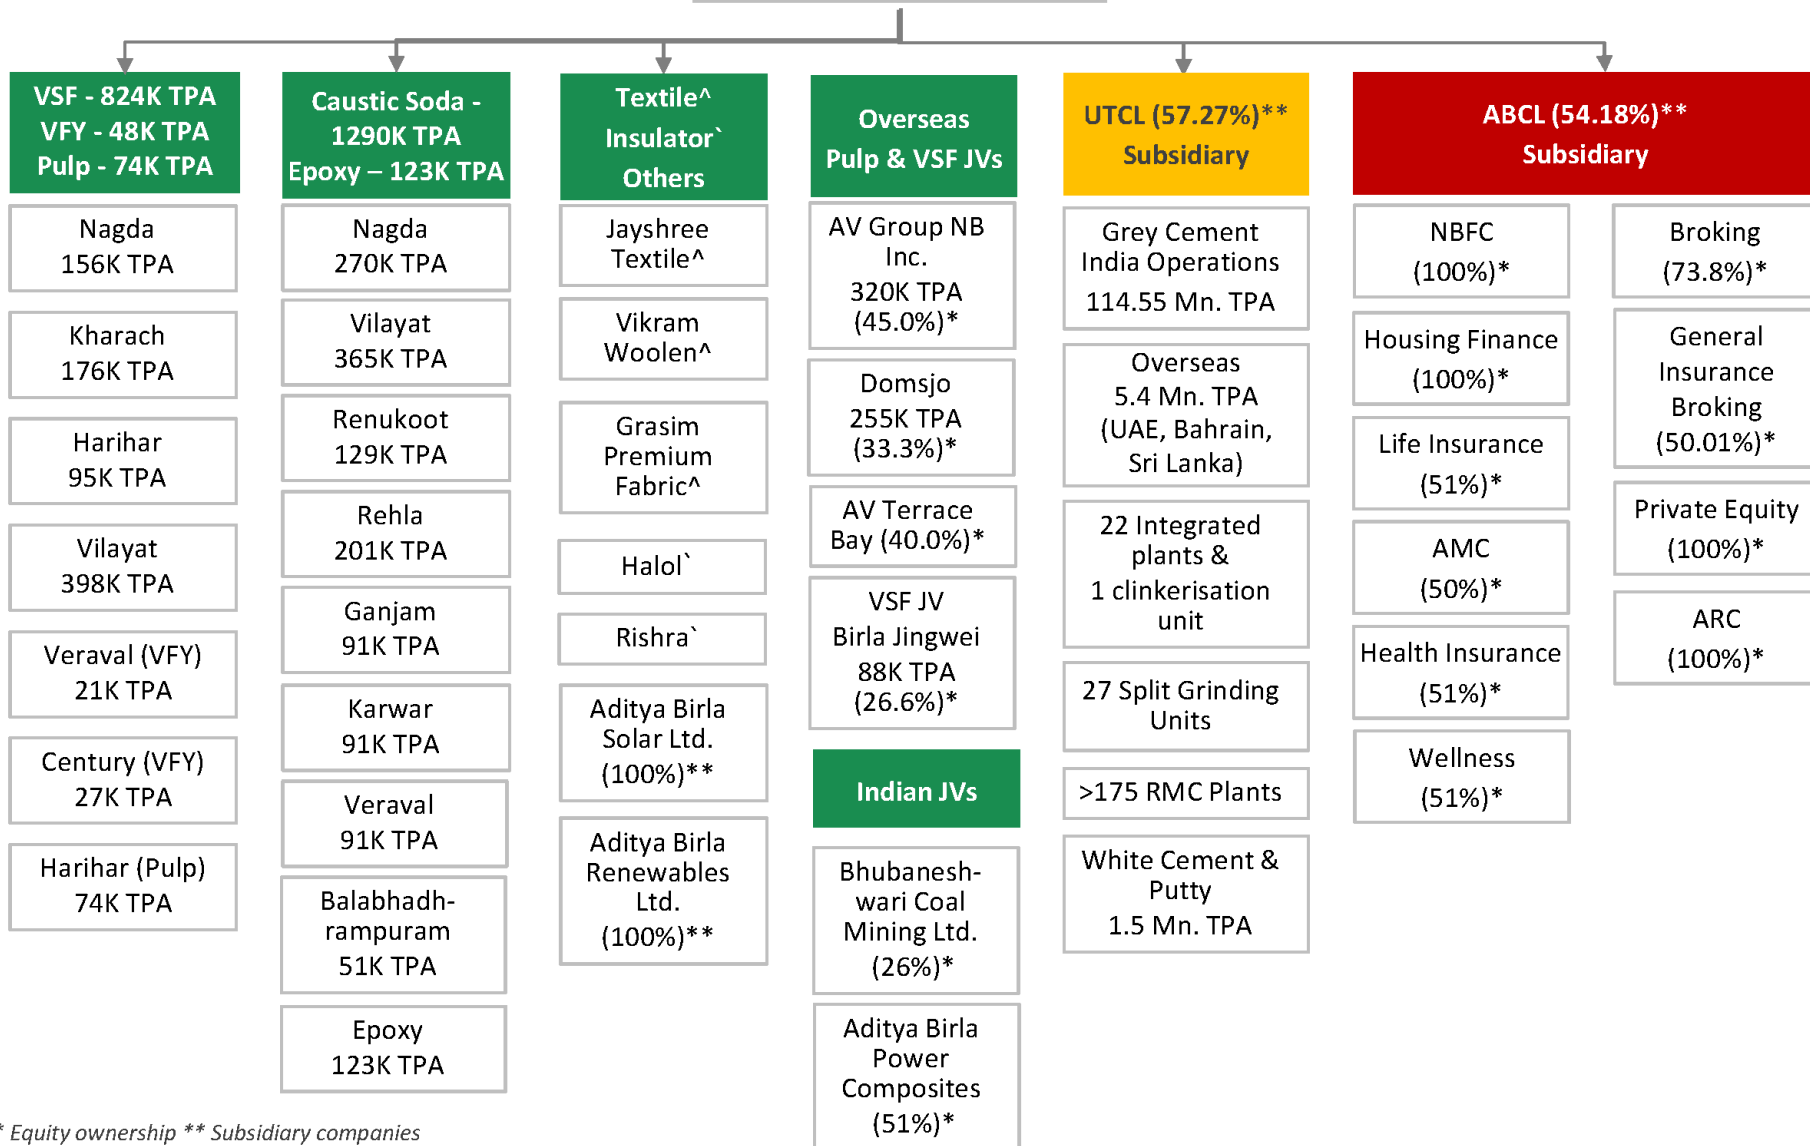 VSF - 824K TPA
VFY - 48K TPA
Pulp - 74K TPA
Nagda
156K TPA
Kharach
176K TPA
Harihar
95K TPA
Vilayat
398K TPA
Veraval (VFY)
21K TPA
Century (VFY)
27K TPA
Harihar (Pulp)
74K TPA
Caustic Soda -
1290K TPA
Epoxy – 123K TPA
Nagda
270K TPA
Vilayat
365K TPA
Renukoot
129K TPA
Rehla
201K TPA
Ganjam
91K TPA
Karwar
91K TPA
Veraval
91K TPA
Balabhadh-
rampuram
51K TPA
Epoxy
123K TPA
Textile^
Insulator`
Others
Jayshree
Textile^
Vikram
Woolen^
Grasim
Premium
Fabric^
Halol`
Rishra`
Aditya Birla
Solar Ltd.
(100%)**
Aditya Birla
Renewables
Ltd.
(100%)**
Overseas
Pulp & VSF JVs
AV Group NB
Inc.
320K TPA
(45.0%)*
Domsjo
255K TPA
(33.3%)*
AV Terrace
Bay (40.0%)*
VSF JV
Birla Jingwei
88K TPA
(26.6%)*
Indian JVs
Bhubanesh-
wari Coal
Mining Ltd.
(26%)*
Aditya Birla
Power
Composites
(51%)*
UTCL (57.27%)**
Subsidiary
Grey Cement
India Operations
114.55 Mn. TPA
Overseas
5.4 Mn. TPA
(UAE, Bahrain,
Sri Lanka)
22 Integrated
plants &
1 clinkerisation
unit
27 Split Grinding
Units
>175 RMC Plants
White Cement &
Putty
1.5 Mn. TPA
ABCL (54.18%)**
Subsidiary
NBFC
(100%)*
Housing Finance
(100%)*
Life Insurance
(51%)*
AMC
(50%)*
Health Insurance
(51%)*
Wellness
(51%)*
Broking
(73.8%)*
General
Insurance
Broking
(50.01%)*
Private Equity
(100%)*
ARC
(100%)*
* Equity ownership ** Subsidiary companies